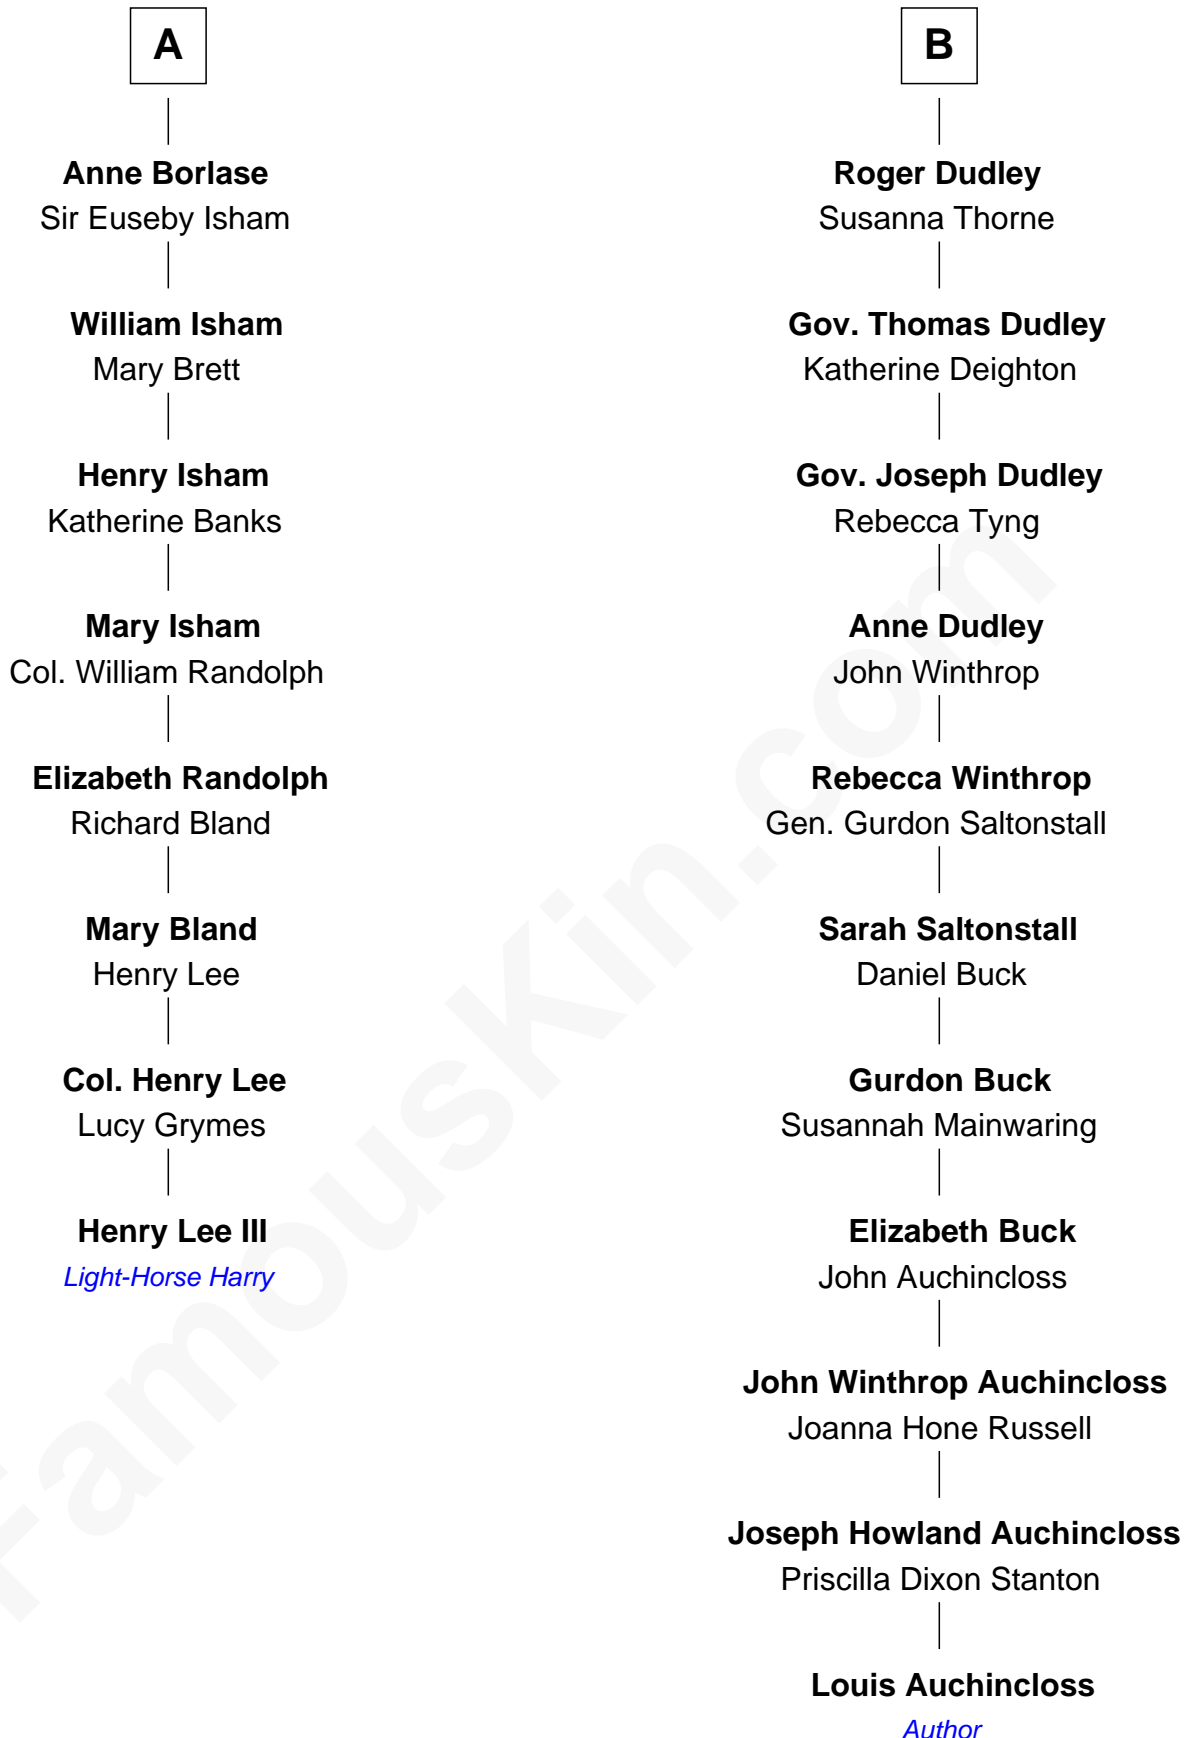 A
Anne Borlase
Sir Euseby Isham
William Isham
Mary Brett
Henry Isham
Katherine Banks
Mary Isham
Col. William Randolph
Elizabeth Randolph
Richard Bland
Mary Bland
Henry Lee
Col. Henry Lee
Lucy Grymes
Henry Lee III
Light-Horse Harry
B
Roger Dudley
Susanna Thorne
Gov. Thomas Dudley
Katherine Deighton
Gov. Joseph Dudley
Rebecca Tyng
Anne Dudley
John Winthrop
Rebecca Winthrop
Gen. Gurdon Saltonstall
Sarah Saltonstall
Daniel Buck
Gurdon Buck
Susannah Mainwaring
Elizabeth Buck
John Auchincloss
John Winthrop Auchincloss
Joanna Hone Russell
Joseph Howland Auchincloss
Priscilla Dixon Stanton
Louis Auchincloss
Author
FamousKin.com